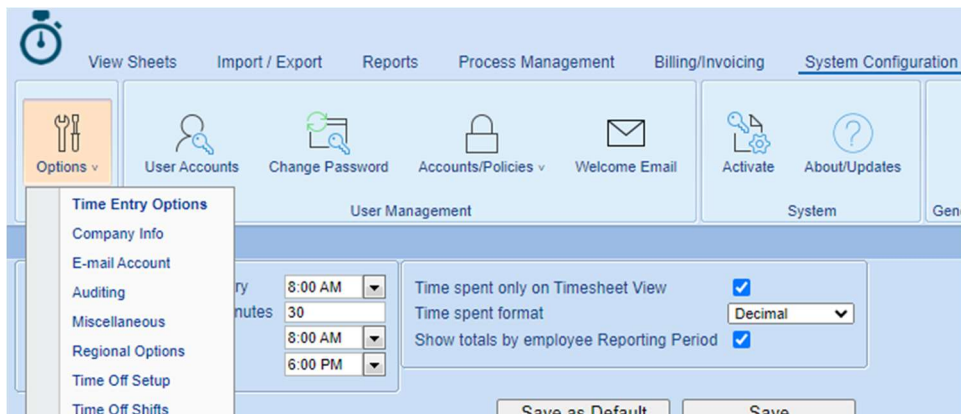 View Sheets Import / Export Reports Process Management Billing/Invoicing System Configuration
Options v User Accounts Change Password Accounts/Policies v Welcome Email Activate About/Updates
User Management System
Time Entry Options
Company Info
E-mail Account
Auditing
Miscellaneous
Regional Options
Time Off Setup
Time Off Shifts
8:00 AM
30
8:00 AM
6:00 PM
Time spent only on Timesheet View
Time spent format Decimal
Show totals by employee Reporting Period
Save as Default Save